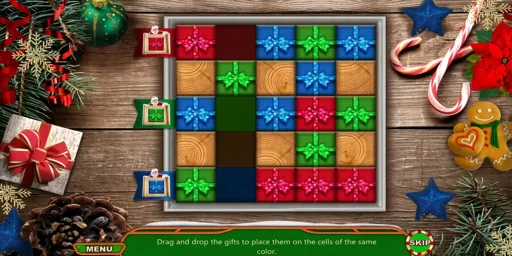 Drag and drop the gifts to place them on the cells of the same
color.
MENU
SKIP